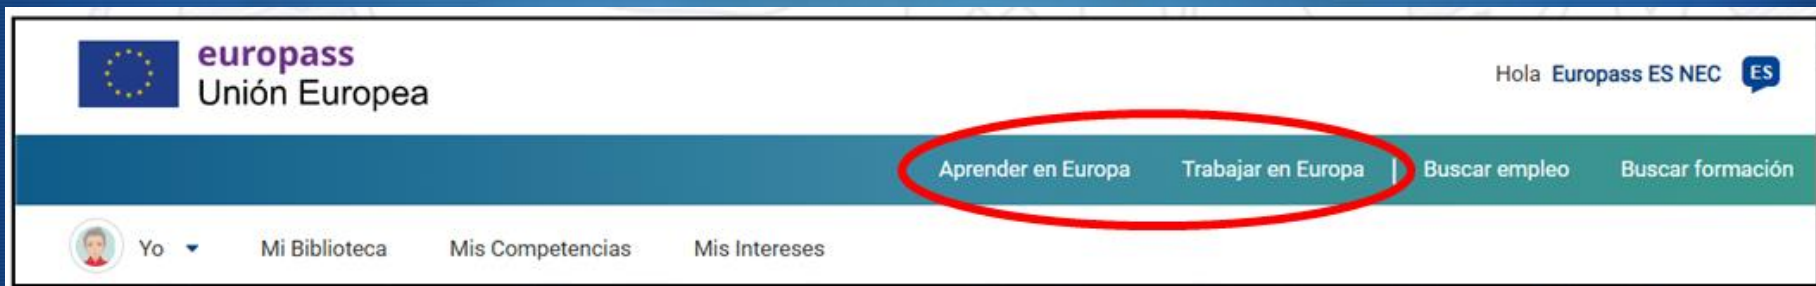 europass
Unión Europea
Hola Europass ES NEC ES
Aprender en Europa Trabajar en Europa | Buscar empleo Buscar formación
Yo Mi Biblioteca Mis Competencias Mis Intereses